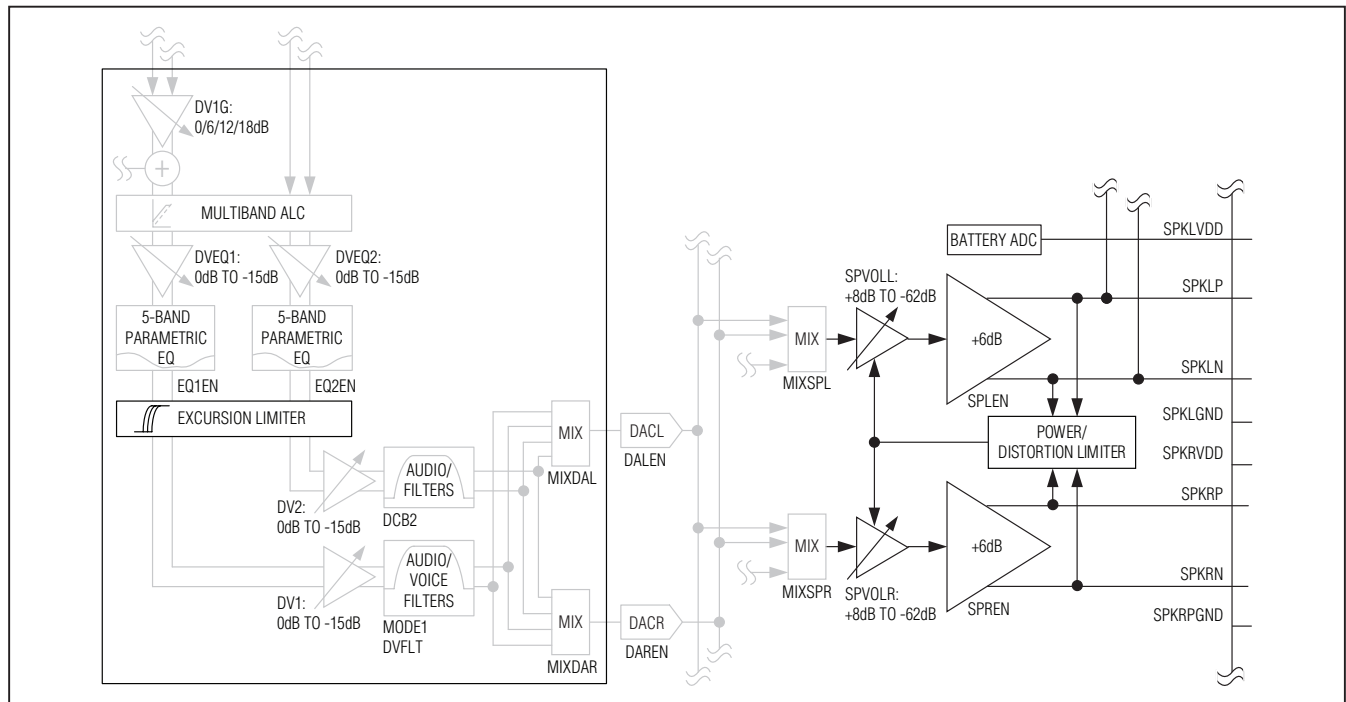 DV1G:
0/6/12/18dB
+
MULTIBAND ALC
DVEQ1:
0dB TO -15dB
DVEQ2:
0dB TO -15dB
5-BAND
PARAMETRIC
EQ
5-BAND
PARAMETRIC
EQ
EQ1EN
EQ2EN
EXCURSION LIMITER
DV2:
0dB TO -15dB
AUDIO/
FILTERS
DCB2
DV1:
0dB TO -15dB
AUDIO/
VOICE
FILTERS
MODE1
DVFLT
MIX
MIXDAL
MIX
MIXDAR
DACL
DALEN
DACR
DAREN
MIX
MIXSPL
MIX
MIXSPR
SPVOLL:
+8dB TO -62dB
SPVOLR:
+8dB TO -62dB
BATTERY ADC
+6dB
SPLEN
POWER/
DISTORTION LIMITER
+6dB
SPREN
SPKLVDD
SPKLP
SPKLN
SPKLGND
SPKRVDD
SPKRP
SPKRN
SPKRPGND